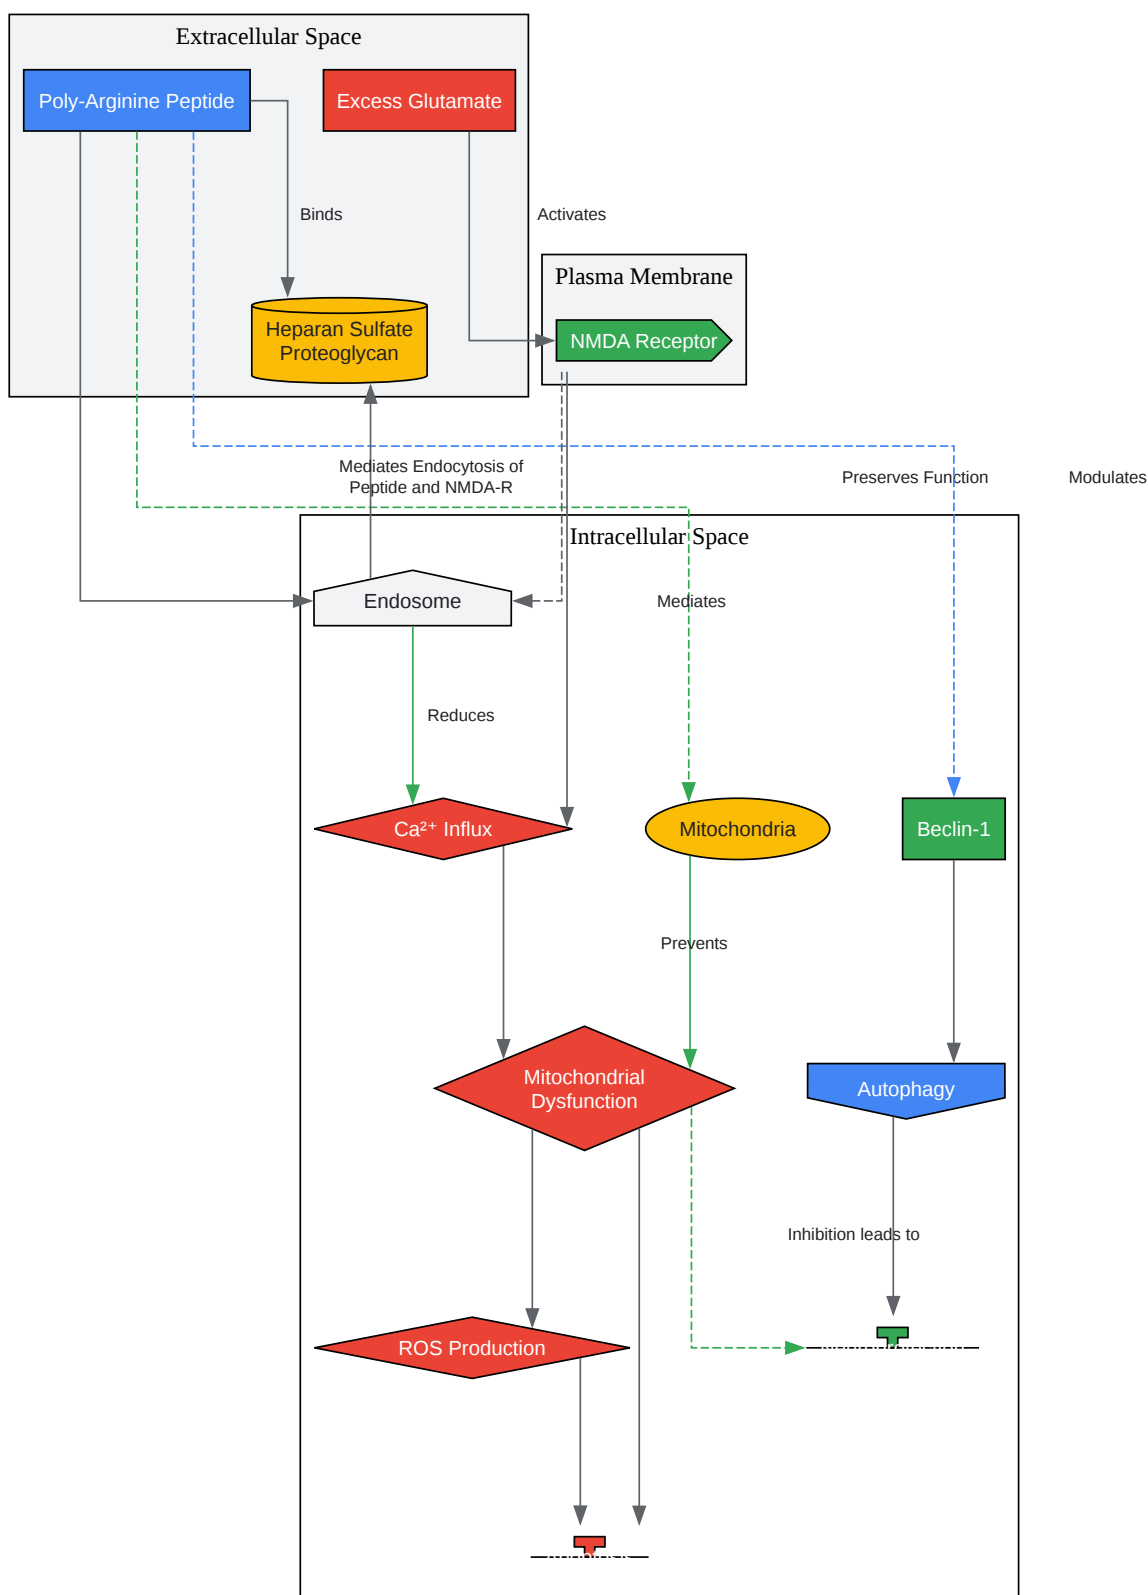 Extracellular Space
Poly-Arginine Peptide
Excess Glutamate
Binds
Activates
Plasma Membrane
Heparan Sulfate
Proteoglycan
NMDA Receptor
Mediates Endocytosis of
Peptide and NMDA-R
Preserves Function
Modulates
Intracellular Space
Endosome
Mediates
Reduces
Ca²⁺ Influx
Mitochondria
Beclin-1
Prevents
Mitochondrial
Dysfunction
Autophagy
Inhibition leads to
ROS Production